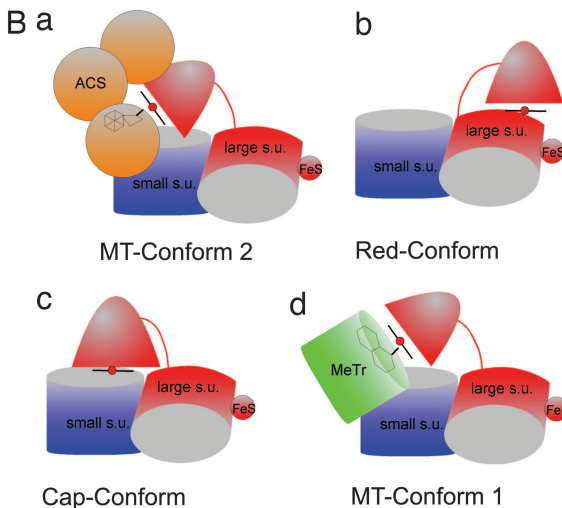 B a
ACS
large s.u.
small s.u.
FeS
MT-Conform 2
b
large s.u.
small s.u.
FeS
Red-Conform
c
large s.u.
small s.u.
FeS
Cap-Conform
d
MeTr
large s.u.
small s.u.
Fe
MT-Conform 1